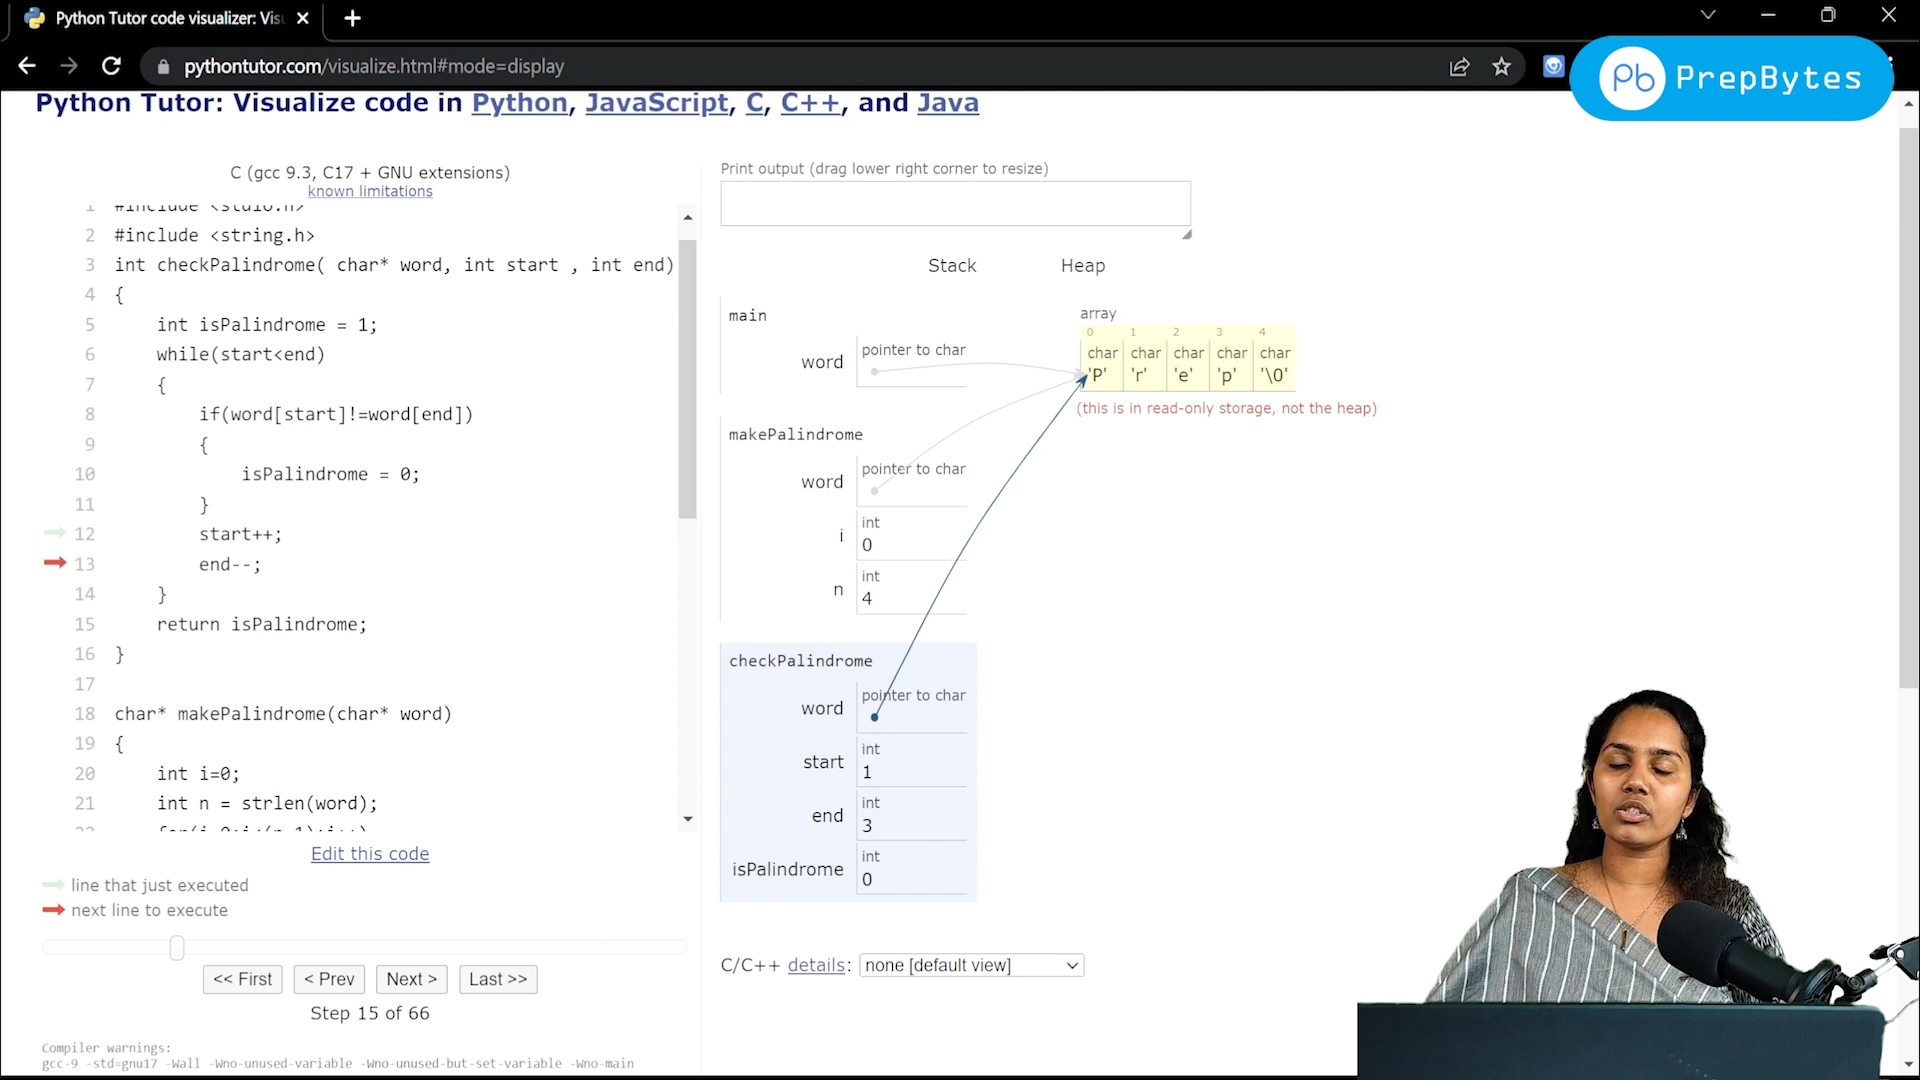 Python Tutor code visualizer: Vis
pythontutor.com/visualize.html#mode=display
Pb PrepBytes
Python Tutor: Visualize code in Python, JavaScript, C, C++, and Java
C (gcc 9.3, C17 + GNU extensions)
known limitations
1 #include <stdio.h>
2 #include <string.h>
3 int checkPalindrome( char* word, int start , int end)
4 {
5 int isPalindrome = 1;
6 while(start<end)
7 {
8 if(word[start]!=word[end])
9 {
10 isPalindrome = 0;
11 }
12 start++;
13 end--;
14 }
15 return isPalindrome;
16 }
17
18 char* makePalindrome(char* word)
19 {
20 int i=0;
21 int n = strlen(word);
Edit this code
line that just executed
next line to execute
<< First < Prev Next > Last >>
Step 15 of 66
Compiler warnings:
gcc-9 -std=gnu17 -Wall -Wno-unused-variable -Wno-unused-but-set-variable -Wno-main
Print output (drag lower right corner to resize)
Stack Heap
main
word pointer to char
makePalindrome
word pointer to char
i int
0
n int
4
checkPalindrome
word pointer to char
start int
1
end int
3
isPalindrome int
0
array
0 1 2 3 4
char char char char char
'P' 'r' 'e' 'p' '\0'
(this is in read-only storage, not the heap)
C/C++ details: none [default view]